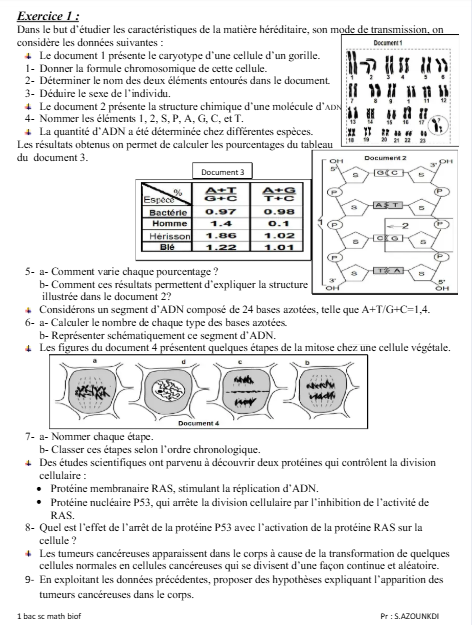 Exercice 1 :
Dans le but d'étudier les caractéristiques de la matière héréditaire, son mode de transmission, on
considère les données suivantes :
Le document 1 présente le caryotype d'une cellule d'un gorille.
1- Donner la formule chromosomique de cette cellule.
2- Déterminer le nom des deux éléments entourés dans le document.
3- Déduire le sexe de l'individu.
Le document 2 présente la structure chimique d'une molécule d'ADN
4- Nommer les éléments 1, 2, S, P, A, G, C, et T.
La quantité d'ADN a été déterminée chez différentes espèces.
Les résultats obtenus on permet de calculer les pourcentages du tableau
du document 3.
Document 1
1 2 3 4 5 6
7 8 9 10 11 12
13 14 15 16 17
18 19 20 21 22 23
Document 3
% Espèce A+T/G+C A+G/T+C
Bactérie 0.97 0.98
Homme 1.4 0.1
Hérisson 1.86 1.02
Blé 1.22 1.01
Document 2
OH 3' OH
5'
S G C S
P P
S A T S
P 2 P
S C G S
P P
S T A S
3' 5'
OH OH
5- a- Comment varie chaque pourcentage ?
b- Comment ces résultats permettent d'expliquer la structure
illustrée dans le document 2?
Considérons un segment d'ADN composé de 24 bases azotées, telle que A+T/G+C=1,4.
6- a- Calculer le nombre de chaque type des bases azotées.
b- Représenter schématiquement ce segment d'ADN.
Les figures du document 4 présentent quelques étapes de la mitose chez une cellule végétale.
a d c b
Document 4
7- a- Nommer chaque étape.
b- Classer ces étapes selon l'ordre chronologique.
Des études scientifiques ont parvenu à découvrir deux protéines qui contrôlent la division
cellulaire :
• Protéine membranaire RAS, stimulant la réplication d'ADN.
• Protéine nucléaire P53, qui arrête la division cellulaire par l'inhibition de l'activité de
RAS.
8- Quel est l'effet de l'arrêt de la protéine P53 avec l'activation de la protéine RAS sur la
cellule ?
Les tumeurs cancéreuses apparaissent dans le corps à cause de la transformation de quelques
cellules normales en cellules cancéreuses qui se divisent d'une façon continue et aléatoire.
9- En exploitant les données précédentes, proposer des hypothèses expliquant l'apparition des
tumeurs cancéreuses dans le corps.
1 bac sc math biof Pr : S.AZOUNKDI